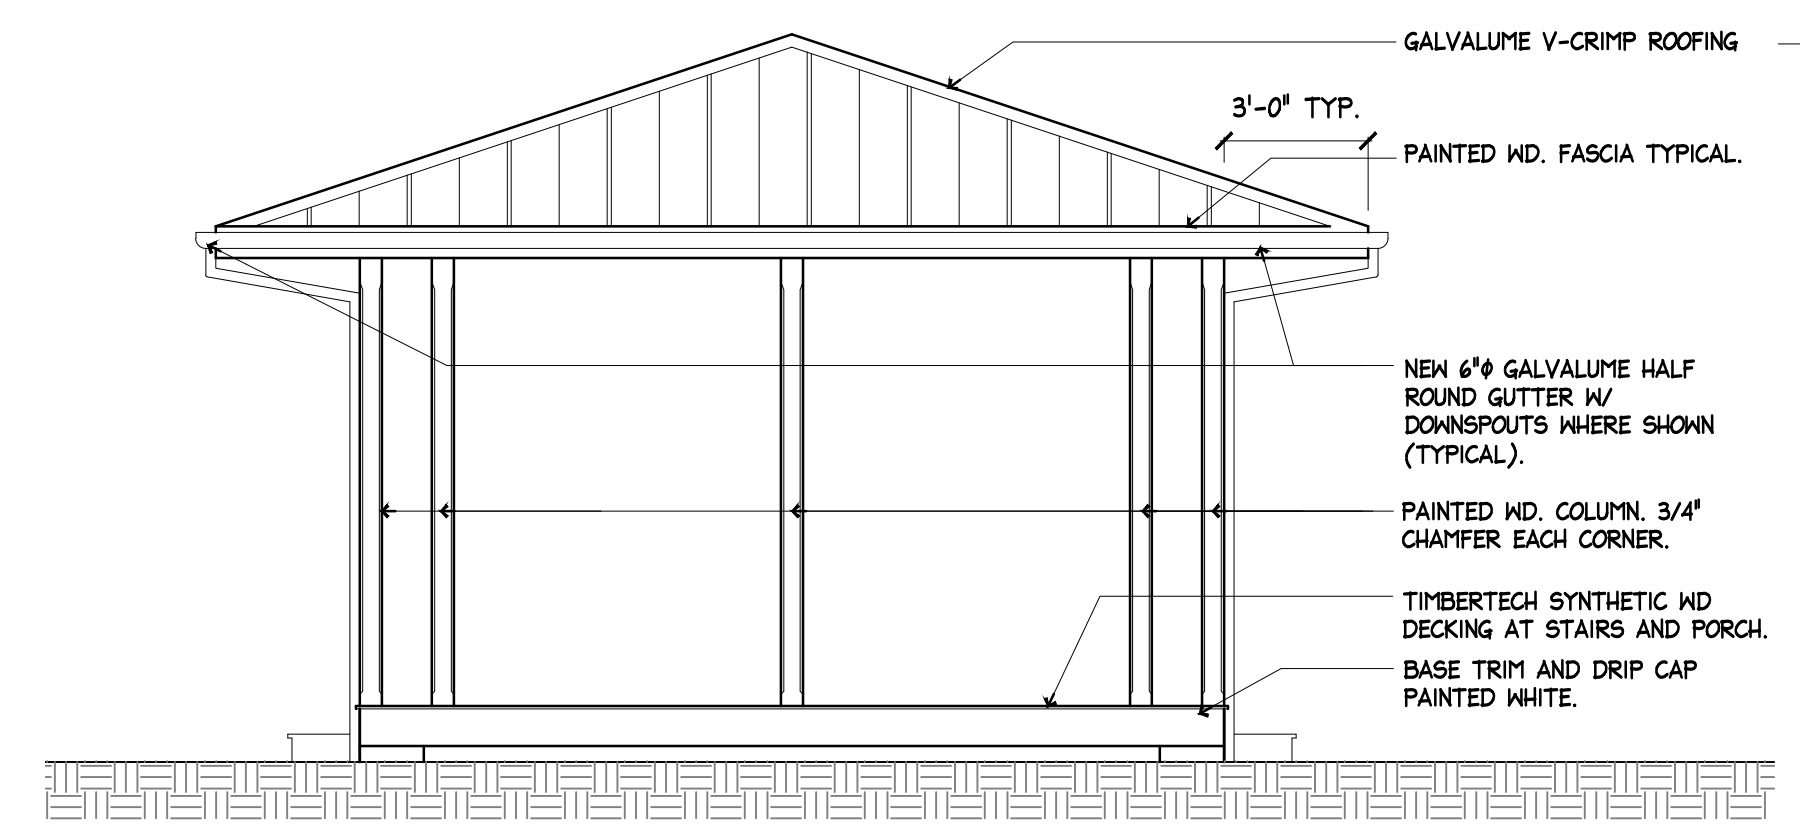 GALVALUME V-CRIMP ROOFING
3'-0" TYP.
PAINTED WD. FASCIA TYPICAL.
NEW 6"ϕ GALVALUME HALF
ROUND GUTTER W/
DOWNSPOUTS WHERE SHOWN
(TYPICAL).
PAINTED WD. COLUMN. 3/4"
CHAMFER EACH CORNER.
TIMBERTECH SYNTHETIC WD
DECKING AT STAIRS AND PORCH.
BASE TRIM AND DRIP CAP
PAINTED WHITE.